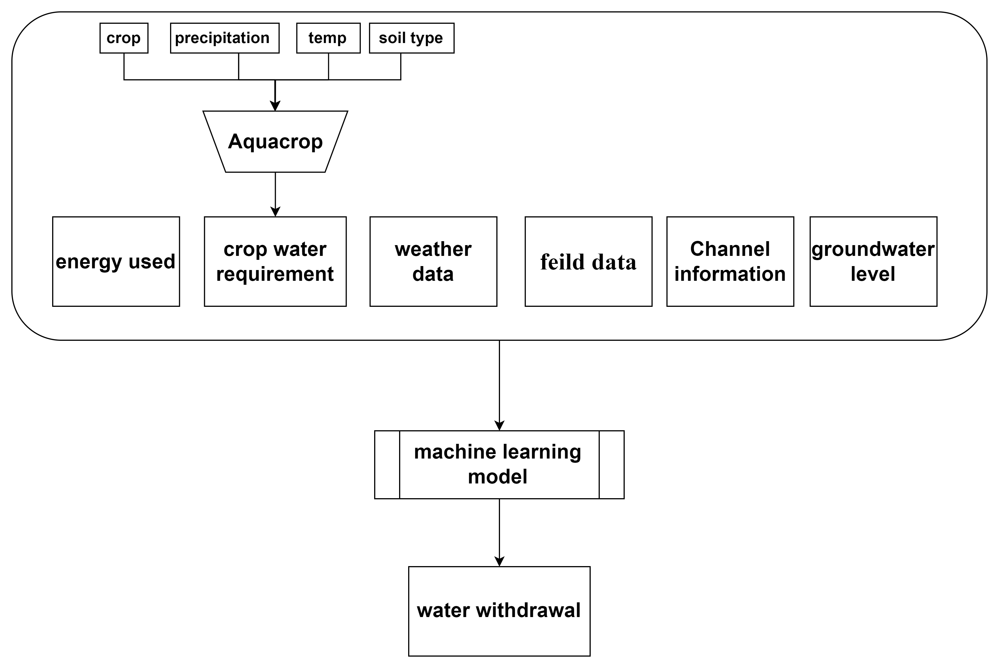 crop
precipitation
temp
soil type
Aquacrop
energy used
crop water
requirement
weather
data
feild data
Channel
information
groundwater
level
machine learning
model
water withdrawal